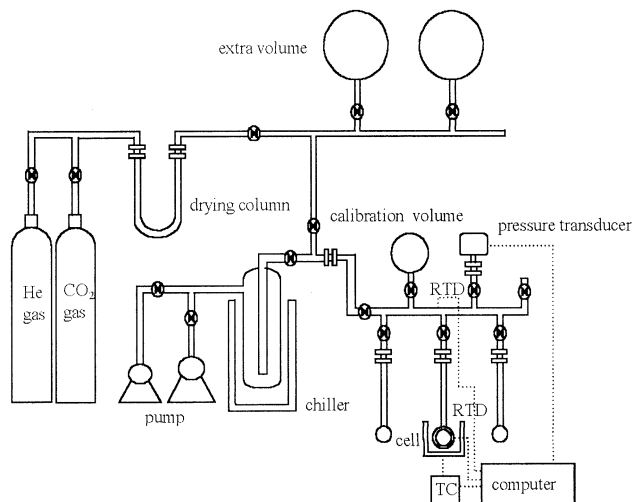 extra volume
drying column
calibration volume
pressure transducer
He
gas
CO2
gas
RTD
pump
chiller
RTD
cell
TC
computer